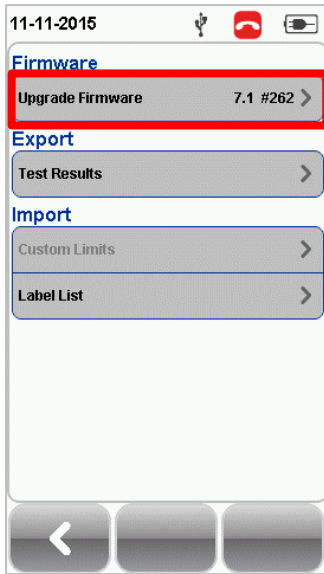 11-11-2015
Firmware
Upgrade Firmware 7.1 #262
Export
Test Results
Import
Custom Limits
Label List